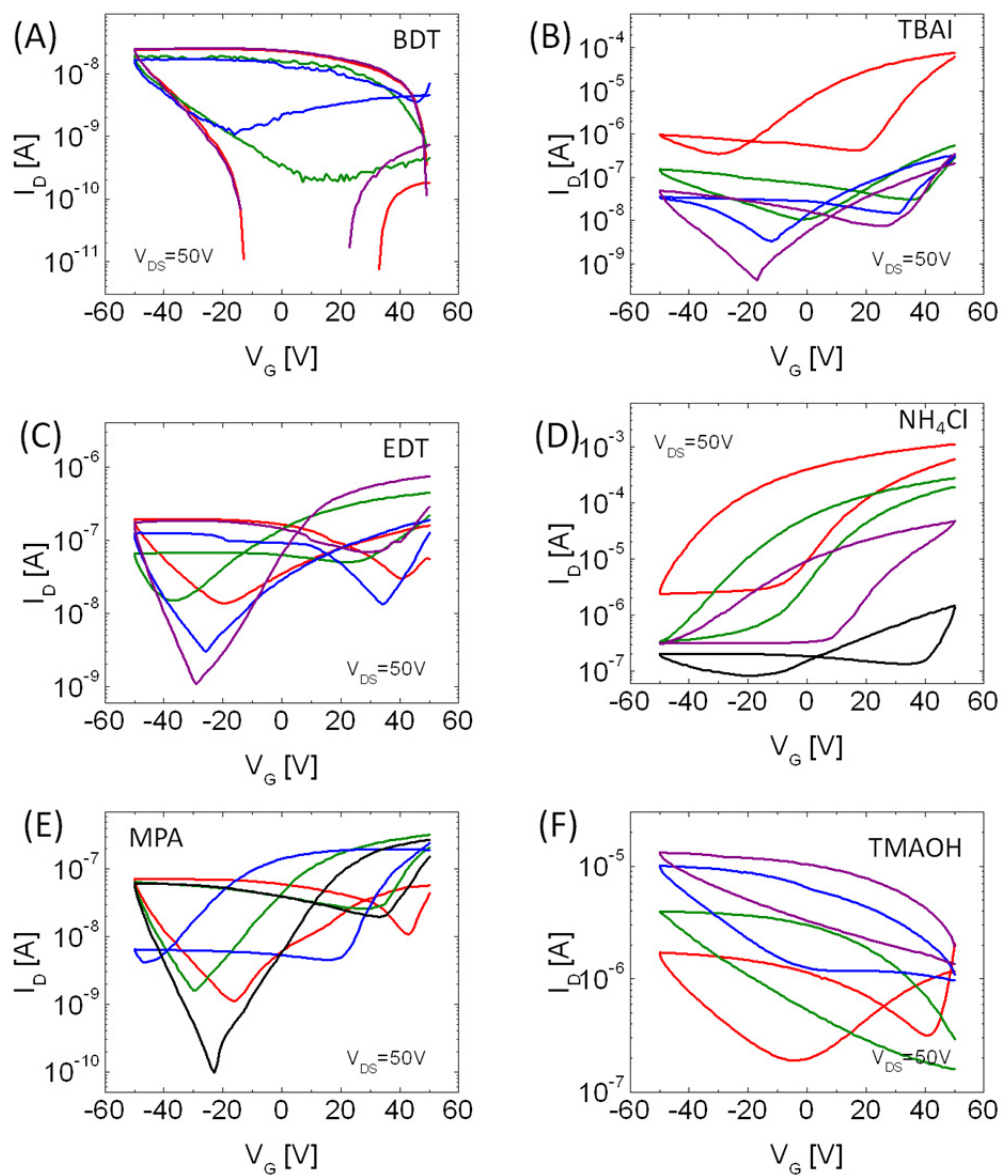 (A)
BDT
I_D [A]
10^-8
10^-9
10^-10
10^-11
V_DS=50V
-60 -40 -20 0 20 40 60
V_G [V]
(B)
TBAI
I_D [A]
10^-4
10^-5
10^-6
10^-7
10^-8
10^-9
V_DS=50V
-60 -40 -20 0 20 40 60
V_G [V]
(C)
EDT
I_D [A]
10^-6
10^-7
10^-8
10^-9
V_DS=50V
-60 -40 -20 0 20 40 60
V_G [V]
(D)
NH₄Cl
V_DS=50V
I_D [A]
10^-3
10^-4
10^-5
10^-6
10^-7
-60 -40 -20 0 20 40 60
V_G [V]
(E)
MPA
I_D [A]
10^-7
10^-8
10^-9
10^-10
V_DS=50V
-60 -40 -20 0 20 40 60
V_G [V]
(F)
TMAOH
I_D [A]
10^-5
10^-6
10^-7
V_DS=50V
-60 -40 -20 0 20 40 60
V_G [V]